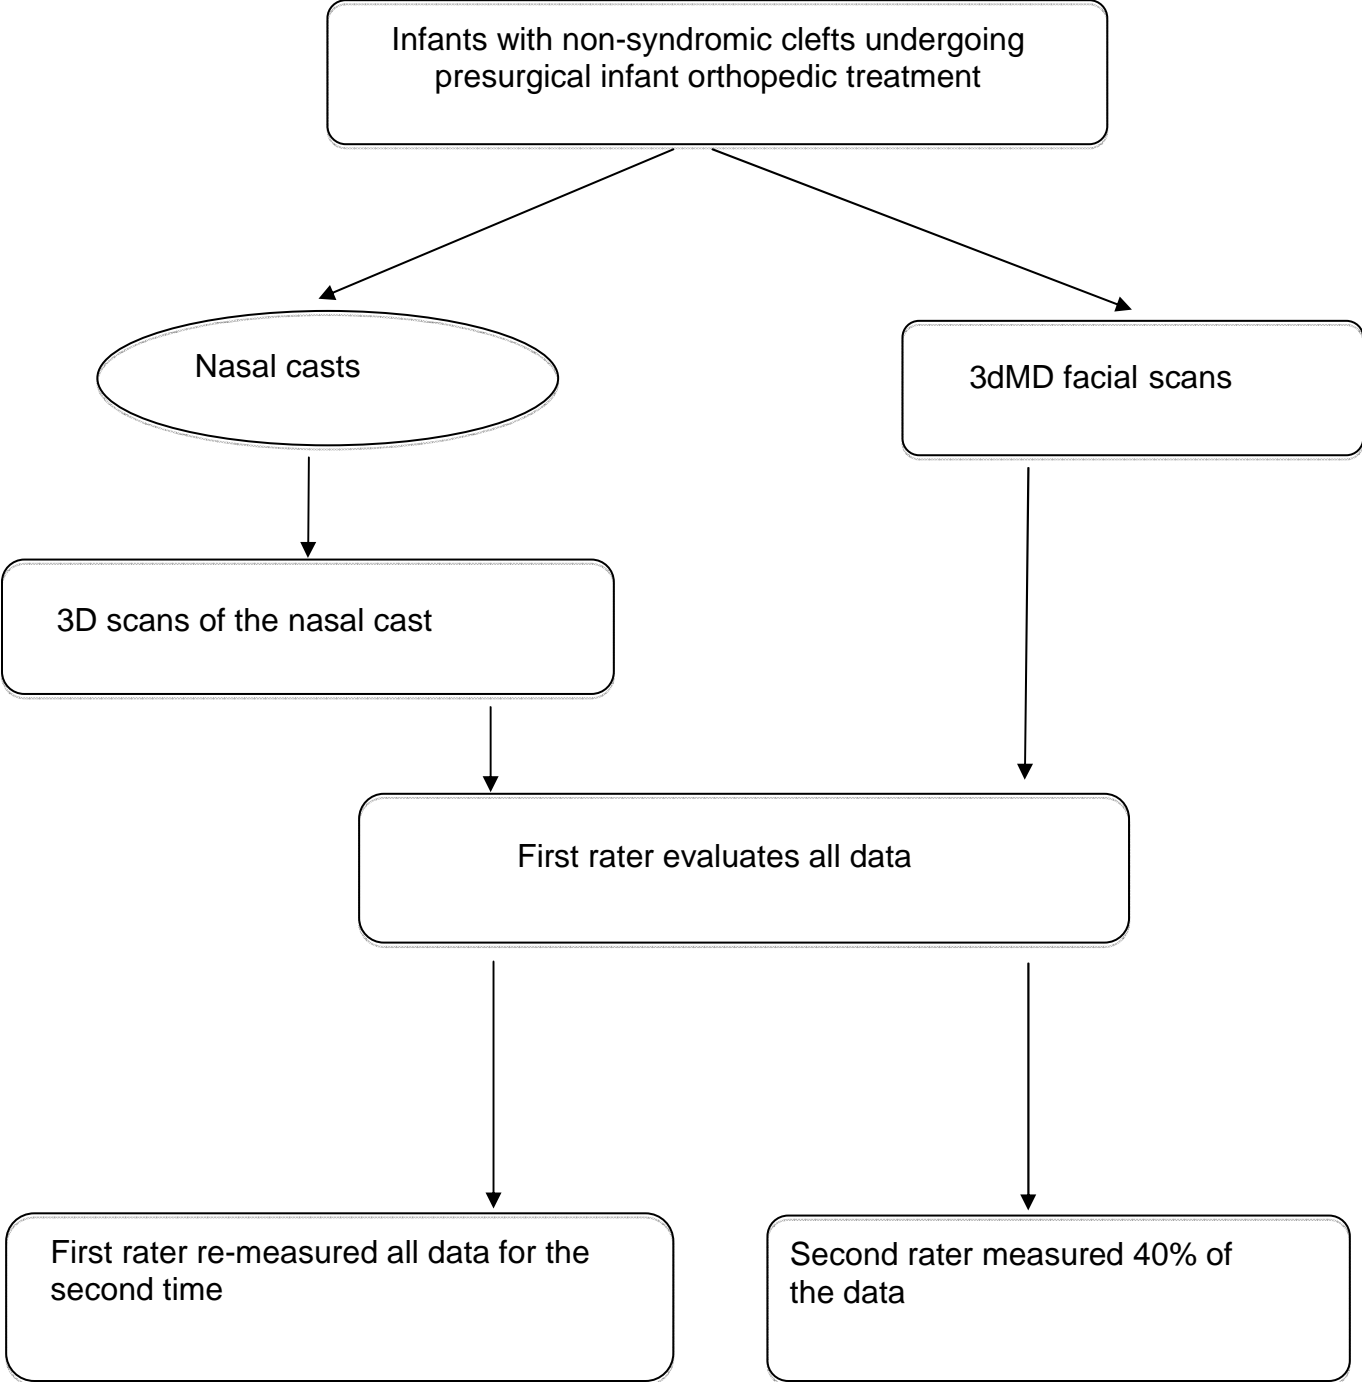 Infants with non-syndromic clefts undergoing
presurgical infant orthopedic treatment
Nasal casts
3dMD facial scans
3D scans of the nasal cast
First rater evaluates all data
First rater re-measured all data for the
second time
Second rater measured 40% of
the data